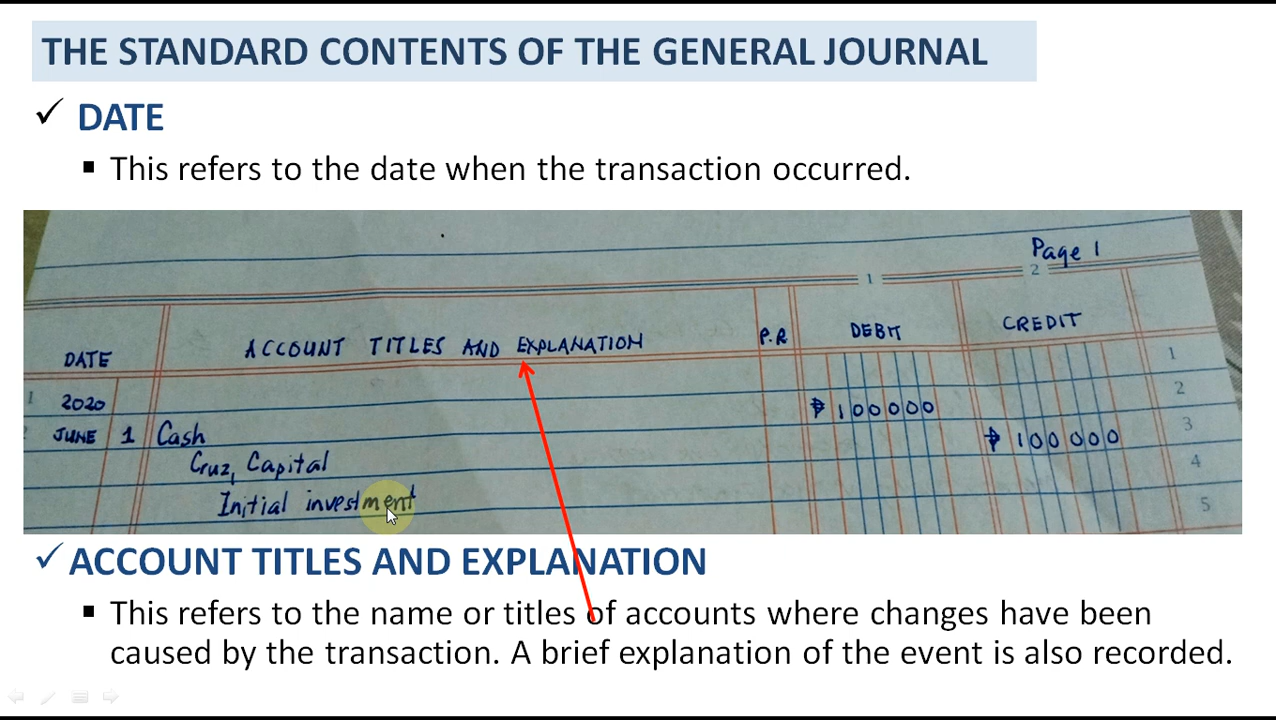 THE STANDARD CONTENTS OF THE GENERAL JOURNAL
✓ DATE
▪ This refers to the date when the transaction occurred.
Page 1
1 2
DATE ACCOUNT TITLES AND EXPLANATION P.R DEBIT CREDIT
1
1 2020 2
JUNE 1 Cash ₱ 100000 3
Cruz, Capital ₱ 100000 4
Initial investment 5
✓ ACCOUNT TITLES AND EXPLANATION
▪ This refers to the name or titles of accounts where changes have been
caused by the transaction. A brief explanation of the event is also recorded.